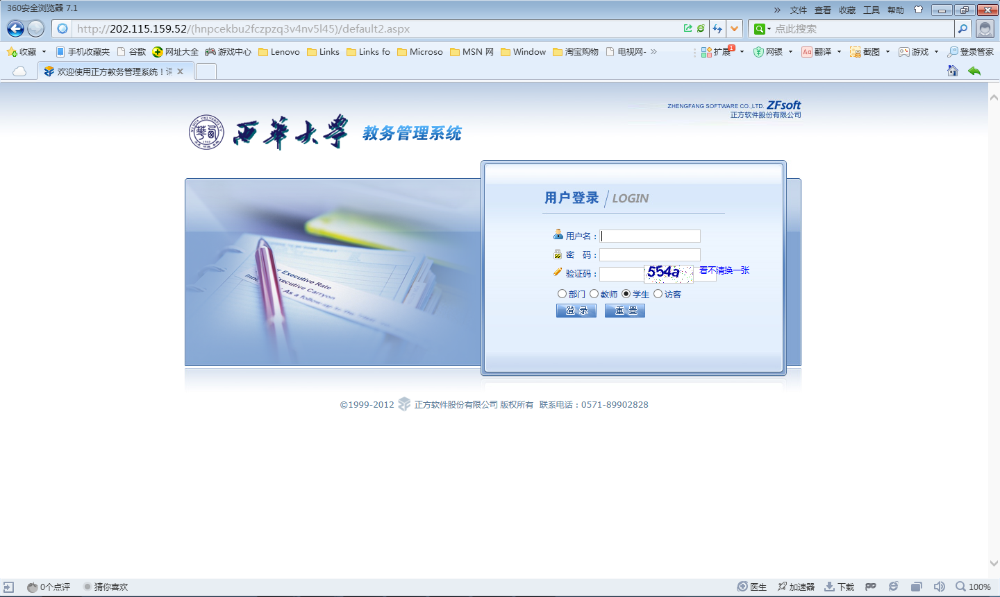 360安全浏览器 7.1
» 文件 查看 收藏 工具 帮助
http://202.115.159.52/(hnpcekbu2fczpzq3v4nv5l45)/default2.aspx
点此搜索
收藏 手机收藏夹 谷歌 网址大全 游戏中心 Lenovo Links Links fo Microso MSN 网 Window 淘宝购物 电视网- » 扩展 1 网银 Aa 翻译 截图 游戏 登录管家
欢迎使用正方教务管理系统！请
ZHENGFANG SOFTWARE CO.,LTD. ZFsoft
正方软件股份有限公司
西华大学 教务管理系统
用户登录 / LOGIN
用户名：
密 码：
验证码： 554a 看不清换一张
部门 教师 学生 访客
登 录 重 置
Executive Rate
Executive Carryon
As a follow-up to the
©1999-2012 正方软件股份有限公司 版权所有 联系电话：0571-89902828
0个点评 猜你喜欢 医生 加速器 下载 100%